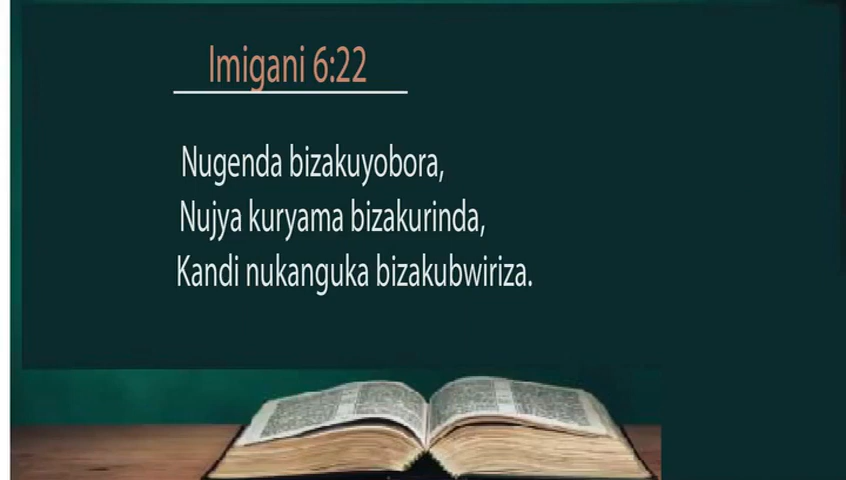 Imigani 6:22
Nugenda bizakuyobora,
Nujya kuryama bizakurinda,
Kandi nukanguka bizakubwiriza.